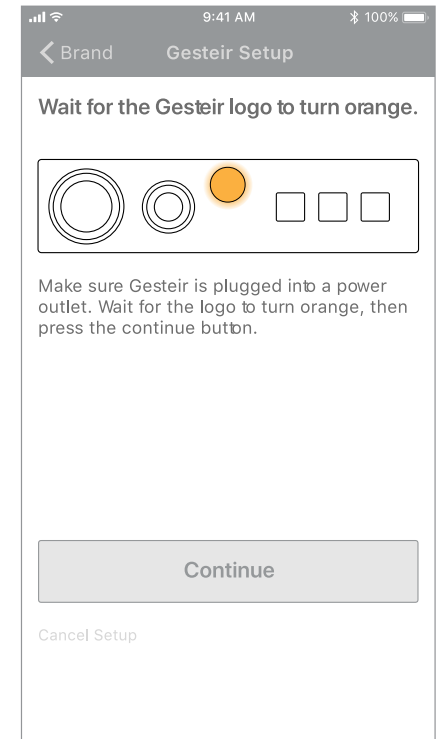 9:41 AM 100%
Brand Gesteir Setup
Wait for the Gesteir logo to turn orange.
Make sure Gesteir is plugged into a power
outlet. Wait for the logo to turn orange, then
press the continue button.
Continue
Cancel Setup